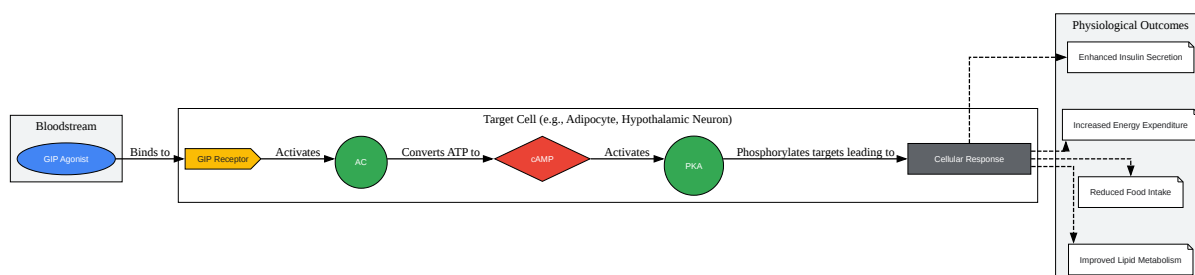 Physiological Outcomes
Enhanced Insulin Secretion
Target Cell (e.g., Adipocyte, Hypothalamic Neuron)
Bloodstream
Increased Energy Expenditure
GIP Agonist
Binds to
GIP Receptor
Activates
AC
Converts ATP to
cAMP
Activates
PKA
Phosphorylates targets leading to
Cellular Response
Reduced Food Intake
Improved Lipid Metabolism